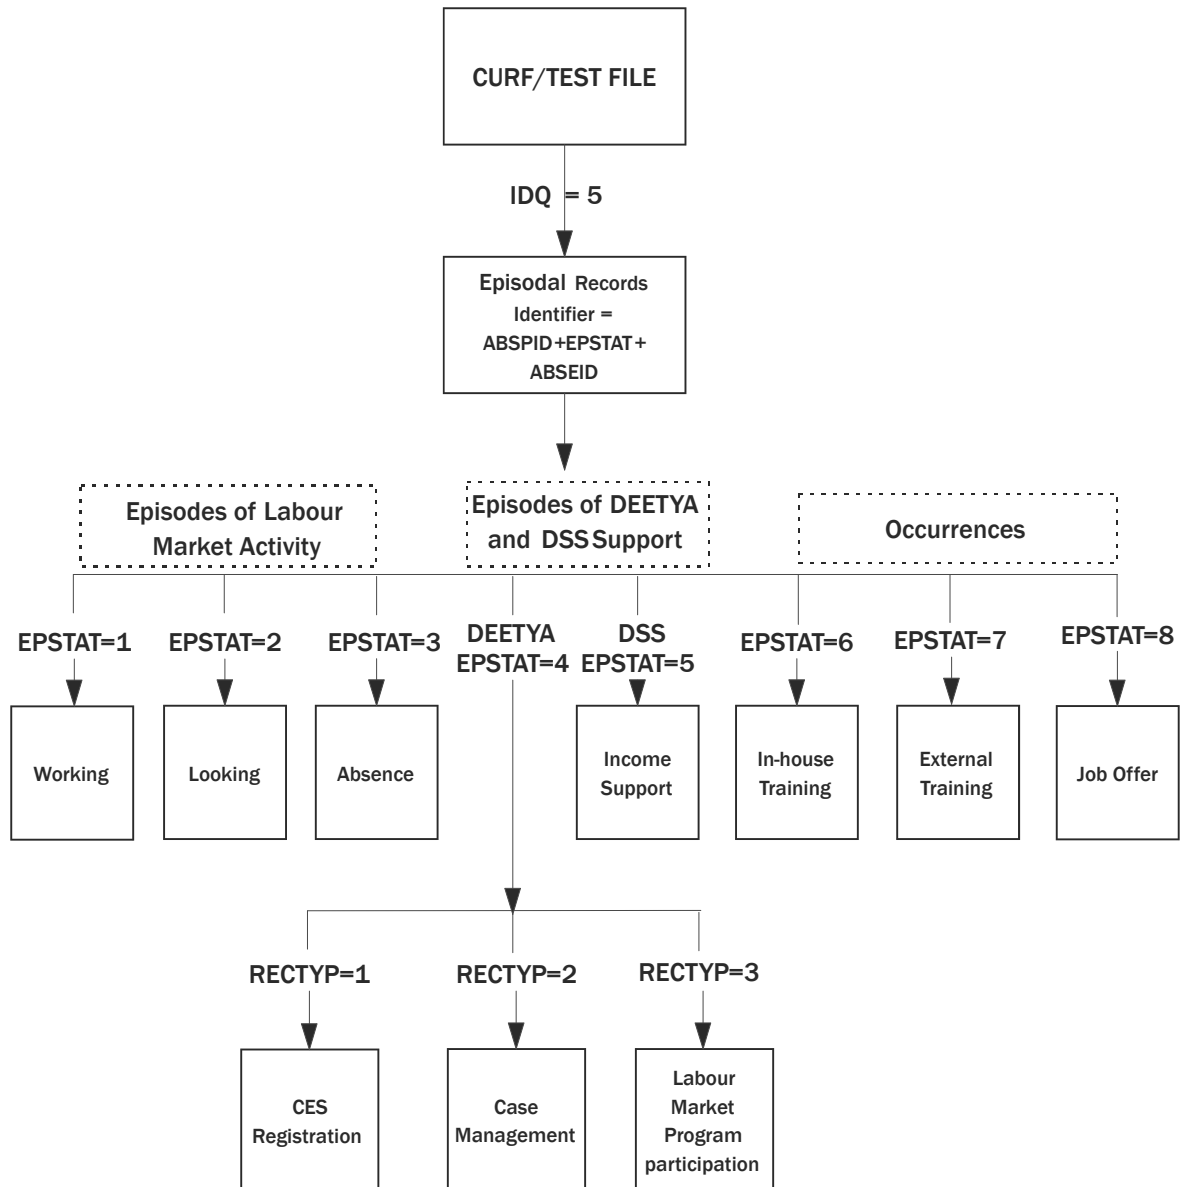 CURF/TEST FILE
IDQ = 5
Episodal Records
Identifier =
ABSPID+EPSTAT+
ABSEID
Episodes of Labour
Market Activity
Episodes of DEETYA
and DSS Support
Occurrences
EPSTAT=1
EPSTAT=2
EPSTAT=3
DEETYA
EPSTAT=4
DSS
EPSTAT=5
EPSTAT=6
EPSTAT=7
EPSTAT=8
Working
Looking
Absence
Income
Support
In-house
Training
External
Training
Job Offer
RECTYP=1
RECTYP=2
RECTYP=3
CES
Registration
Case
Management
Labour
Market
Program
participation